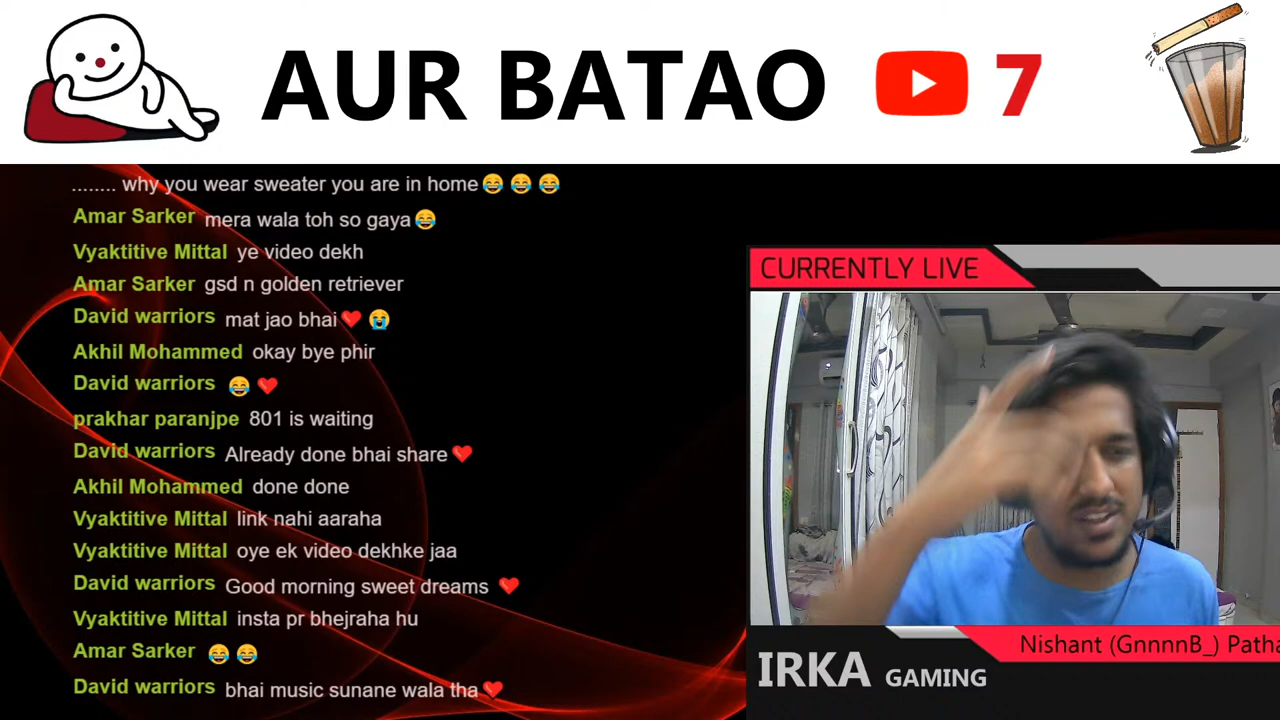 AUR BATAO 7
........ why you wear sweater you are in home😂 😂 😂
Amar Sarker mera wala toh so gaya😂
Vyaktitive Mittal ye video dekh
Amar Sarker gsd n golden retriever
David warriors mat jao bhai❤️ 😭
Akhil Mohammed okay bye phir
David warriors 😂 ❤️
prakhar paranjpe 801 is waiting
David warriors Already done bhai share❤️
Akhil Mohammed done done
Vyaktitive Mittal link nahi aaraha
Vyaktitive Mittal oye ek video dekhke jaa
David warriors Good morning sweet dreams ❤️
Vyaktitive Mittal insta pr bhejraha hu
Amar Sarker 😂 😂
David warriors bhai music sunane wala tha❤️
CURRENTLY LIVE
Nishant (GnnnnB_) Patha
IRKA GAMING